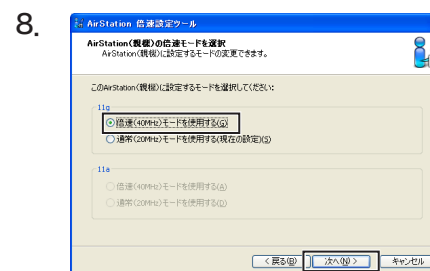 8.
AirStation 倍速設定ツール
AirStation(親機)の倍速モードを選択
AirStation(親機)に設定するモードの変更できます。
このAirStation(親機)に設定するモードを選択してください:
11g
倍速(40MHz)モードを使用する(G)
通常(20MHz)モードを使用する(現在の設定)(S)
11a
倍速(40MHz)モードを使用する(A)
通常(20MHz)モードを使用する(D)
< 戻る(B) 次へ(N) > キャンセル